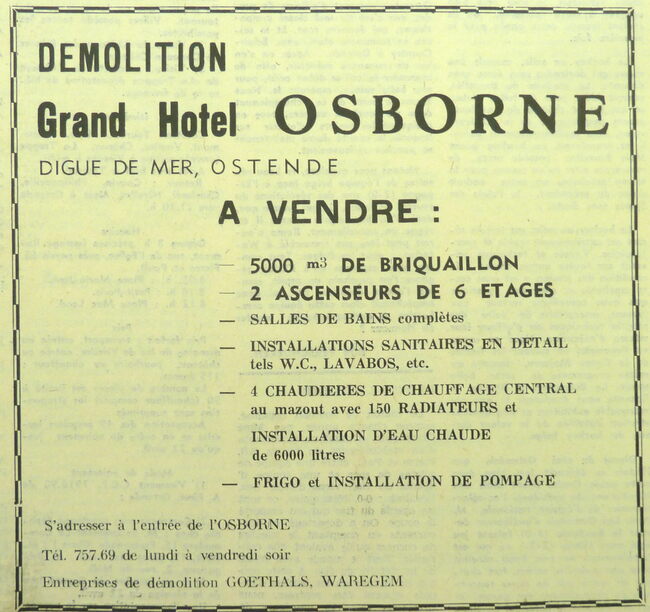 DEMOLITION
Grand Hotel OSBORNE
DIGUE DE MER, OSTENDE
A VENDRE :
— 5000 m3 DE BRIQUAILLON
— 2 ASCENSEURS DE 6 ETAGES
— SALLES DE BAINS complètes
— INSTALLATIONS SANITAIRES EN DETAIL
tels W.C., LAVABOS, etc.
— 4 CHAUDIERES DE CHAUFFAGE CENTRAL
au mazout avec 150 RADIATEURS et
INSTALLATION D'EAU CHAUDE
de 6000 litres
— FRIGO et INSTALLATION DE POMPAGE
S'adresser à l'entrée de l'OSBORNE
Tél. 757.69 de lundi à vendredi soir
Entreprises de démolition GOETHALS, WAREGEM